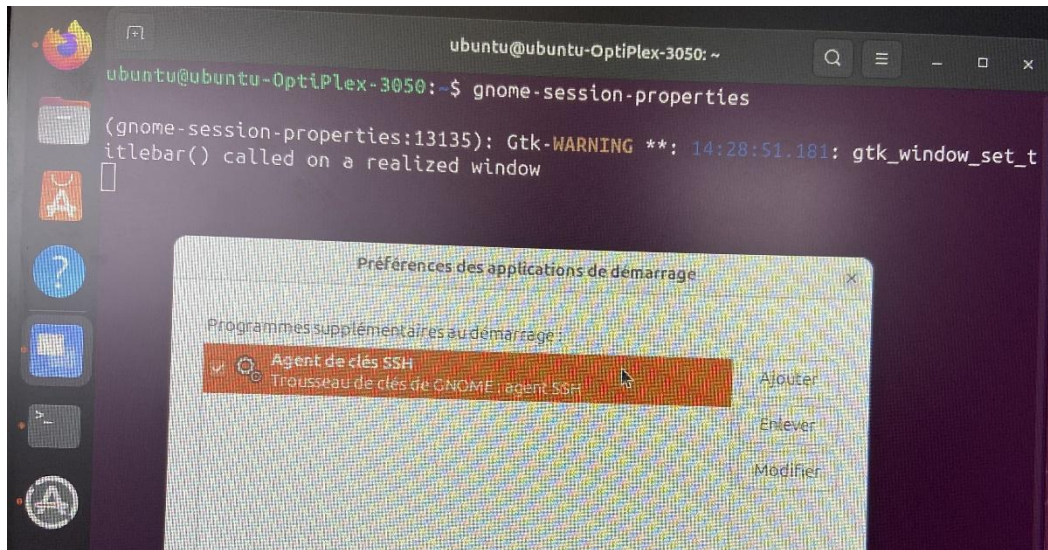 ubuntu@ubuntu-OptiPlex-3050: ~
ubuntu@ubuntu-OptiPlex-3050:~$ gnome-session-properties
(gnome-session-properties:13135): Gtk-WARNING **: 14:28:51.181: gtk_window_set_t
itlebar() called on a realized window
Préférences des applications de démarrage
Programmes supplémentaires au démarrage :
Agent de clés SSH
Trousseau de clés de GNOME : agent SSH
Ajouter
Enlever
Modifier